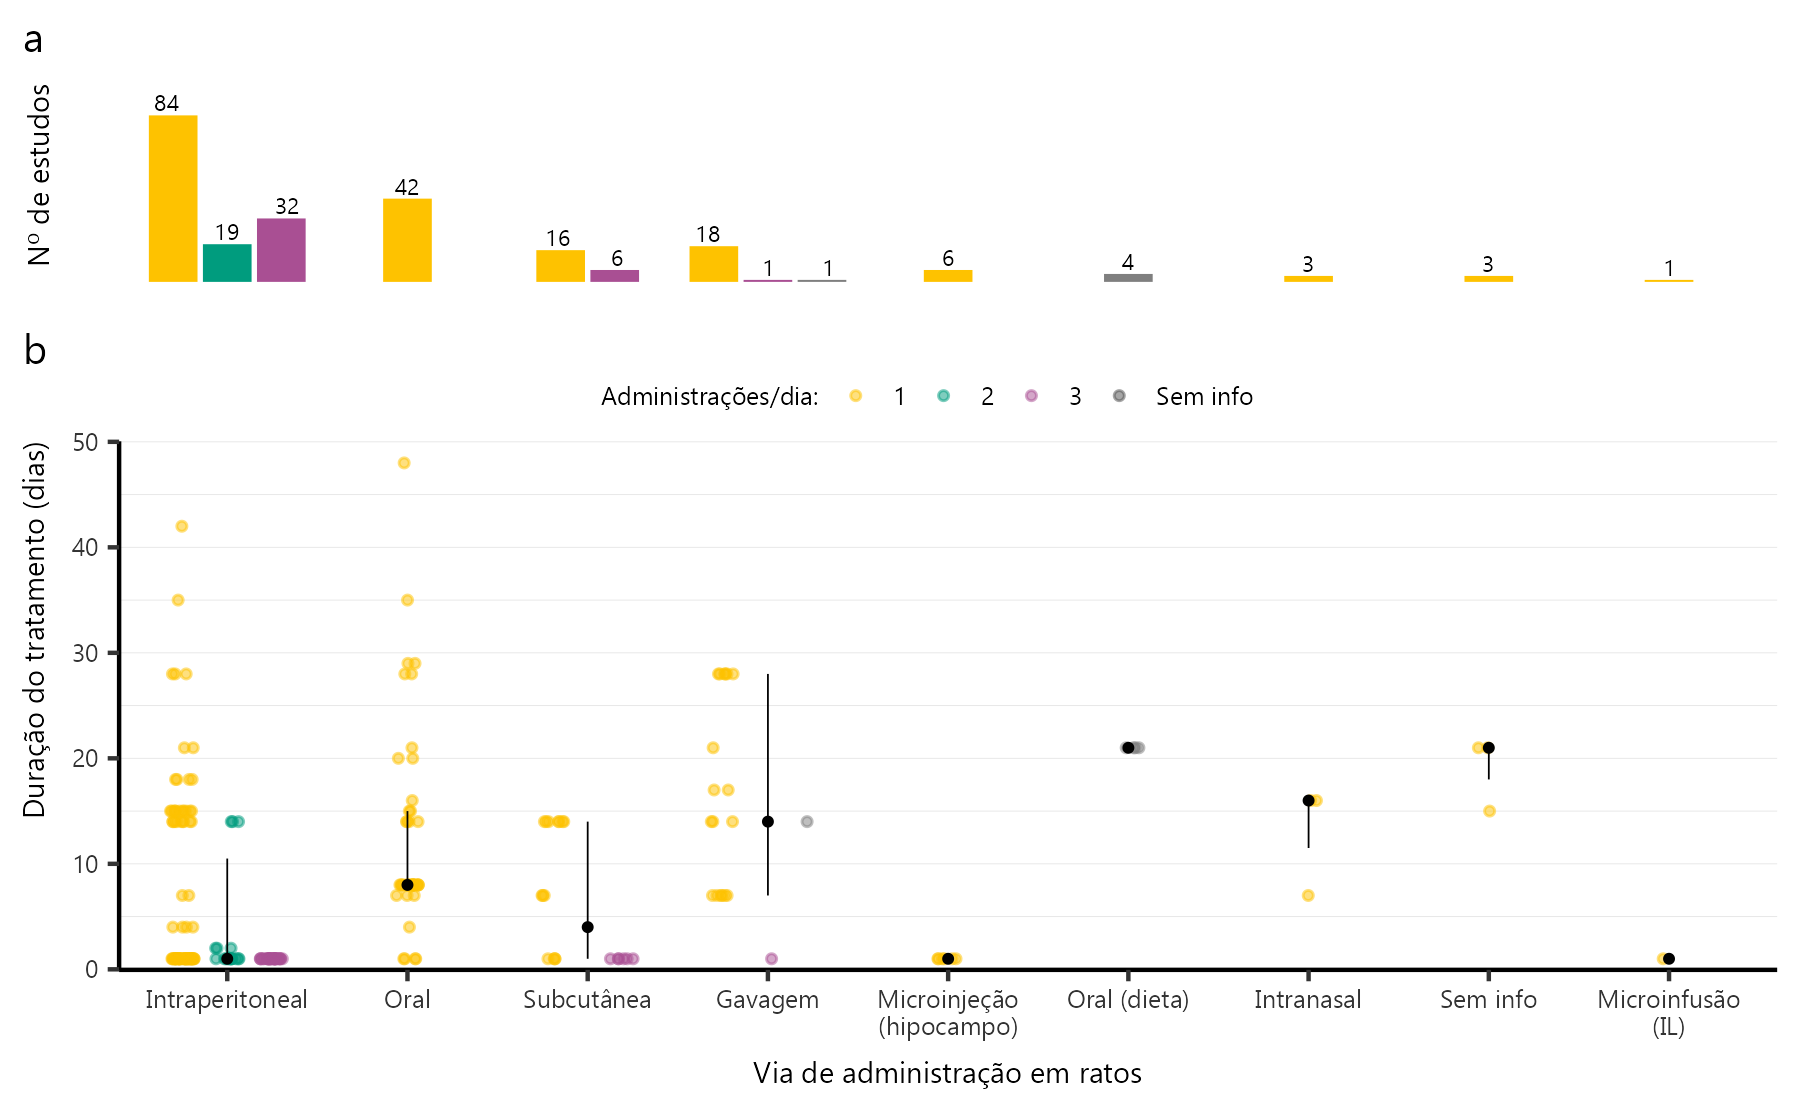 a
Nº de estudos
84
19
32
42
16
6
18
1
1
6
4
3
3
1
b
Administrações/dia: 1 2 3 Sem info
Duração do tratamento (dias)
50
40
30
20
10
0
Intraperitoneal
Oral
Subcutânea
Gavagem
Microinjeção
(hipocampo)
Oral (dieta)
Intranasal
Sem info
Microinfusão
(IL)
Via de administração em ratos